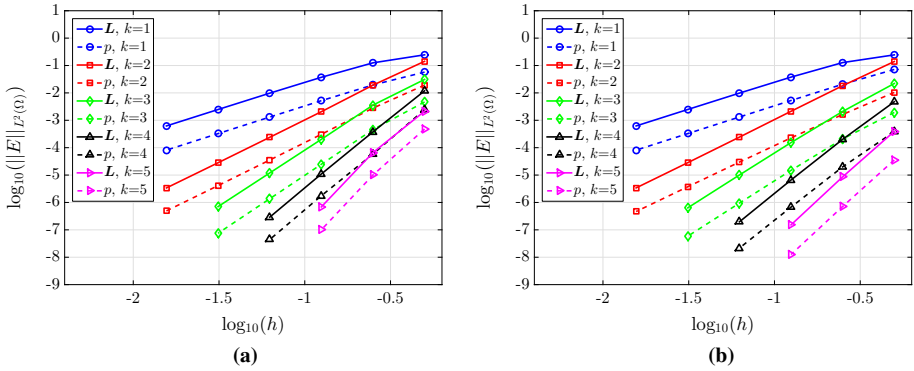 1
0
-1
-2
-3
-4
-5
-6
-7
-8
-9
log₁₀(||E||_{L²(Ω)})
L, k=1
p, k=1
L, k=2
p, k=2
L, k=3
p, k=3
L, k=4
p, k=4
L, k=5
p, k=5
-2 -1.5 -1 -0.5
log₁₀(h)
(a)
1
0
-1
-2
-3
-4
-5
-6
-7
-8
-9
log₁₀(||E||_{L²(Ω)})
L, k=1
p, k=1
L, k=2
p, k=2
L, k=3
p, k=3
L, k=4
p, k=4
L, k=5
p, k=5
-2 -1.5 -1 -0.5
log₁₀(h)
(b)